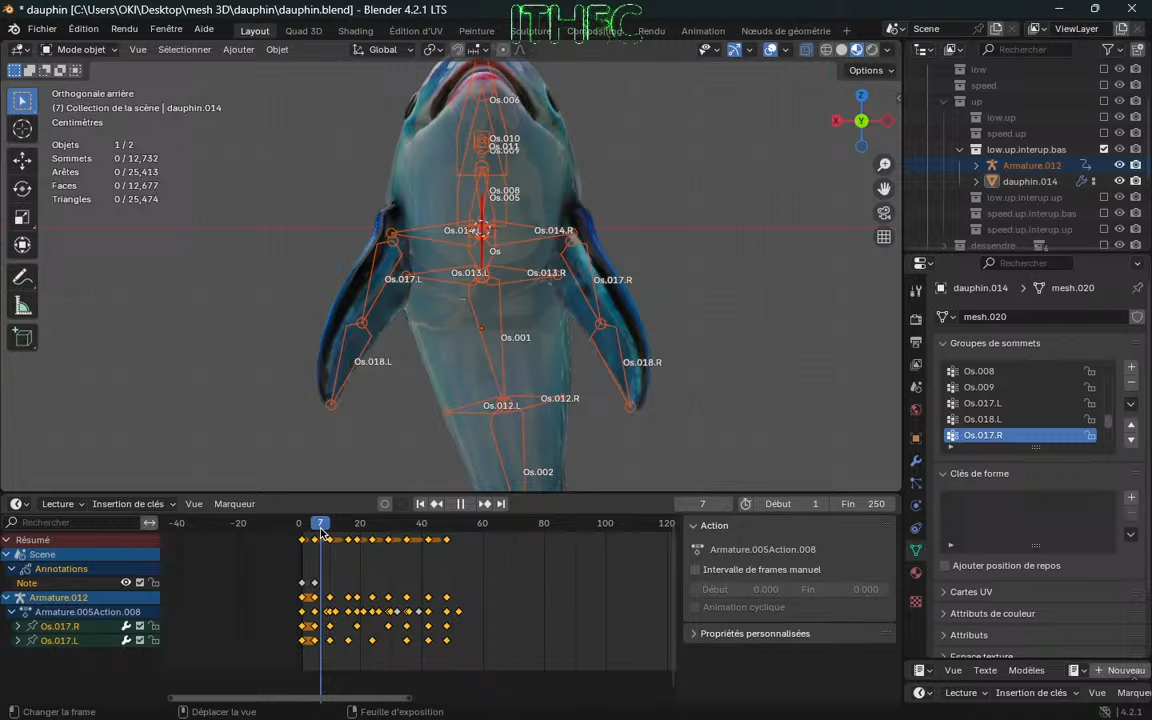 * dauphin [C:\Users\OKI\Desktop\mesh 3D\dauphin\dauphin.blend] - Blender 4.2.1 LTS
ITHEC
Fichier Édition Rendu Fenêtre Aide Layout Quad 3D Shading Édition d'UV Peinture Sculpture Rendu Animation Nœuds de géométrie Scene ViewLayer
Mode objet Vue Sélectionner Ajouter Objet Global Rechercher
Options
Orthogonale arrière
(7) Collection de la scène | dauphin.014
Centimètres
Objets 1 / 2
Sommets 0 / 12,732
Arêtes 0 / 25,413
Faces 0 / 12,677
Triangles 0 / 25,474
Os.006
Os.010
Os.008
Os.005
Os.014.R
Os
Os.013.L Os.013.R
Os.017.L Os.017.R
Os.001
Os.018.L Os.018.R
Os.012.L Os.012.R
Os.002
X Y Z
low
speed
up
low.up
speed.up
low.up.interup.bas
Armature.012
dauphin.014
low.up.interup.up
speed.up.interup.bas
speed.up.interup.up
dessendre
Rechercher
dauphin.014 > mesh.020
mesh.020
Groupes de sommets
Os.008
Os.009
Os.017.L
Os.018.L
Os.017.R
Clés de forme
Ajouter position de repos
Cartes UV
Attributs de couleur
Attributs
Espace texture
Vue Texte Modèles + Nouveau
Lecture Insertion de clés Vue Marque
Lecture Insertion de clés Vue Marqueur 7 Début 1 Fin 250
Rechercher -40 -20 0 7 20 40 60 80 100 120
Résumé
Scene
Annotations
Note
Armature.012
Armature.005Action.008
Os.017.R
Os.017.L
Action
Armature.005Action.008
Intervalle de frames manuel
Début 0.000 Fin 0.000
Animation cyclique
Propriétés personnalisées
Changer la frame Déplacer la vue Feuille d'exposition 4.2.1